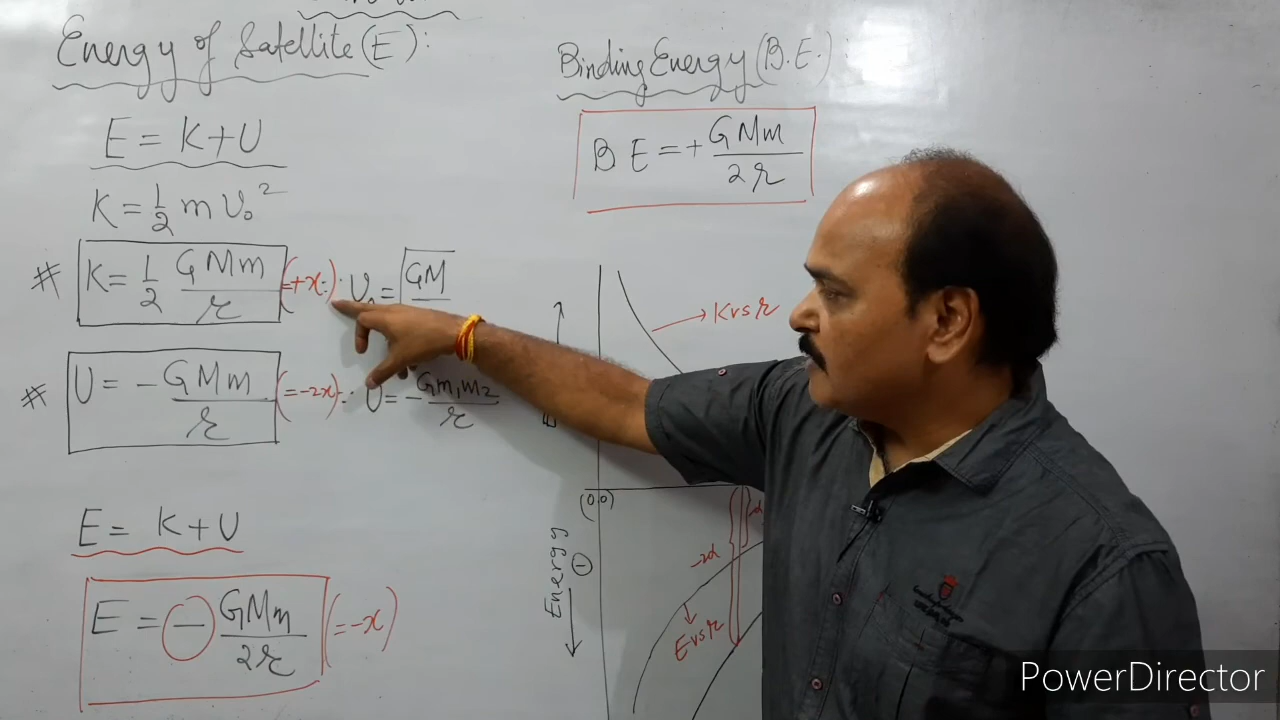 Energy of Satellite (E):
E = K + U
K = 1/2 m v₀²
# K = 1/2 GMm/r (=+x) ∵ v₀ = √GM
# U = - GMm/r (=-2x) ∵ U = - Gm₁m₂/r
E = K + U
E = - GMm/2r (=-x)
Binding Energy (B.E.):
B E = + GMm/2r
K vs r
(0,0)
Energy
-
-2x
-x
E vs r
PowerDirector